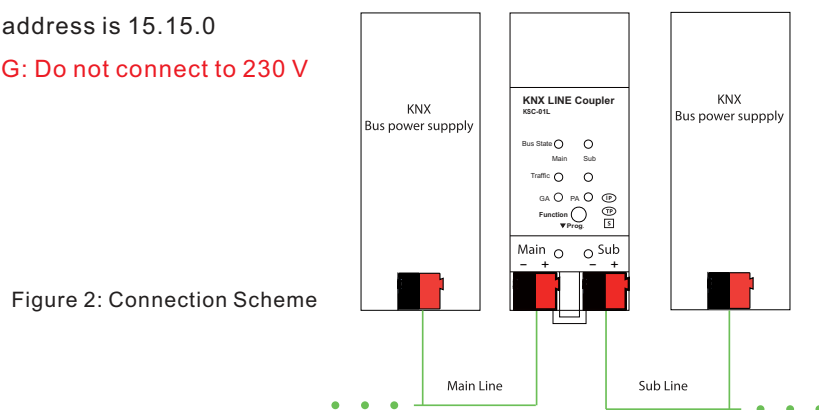 address is 15.15.0
G: Do not connect to 230 V
KNX
Bus power suppply
KNX LINE Coupler
KSC-01L
Bus State
Main Sub
Traffic
GA PA IP
TP
Function
S
▼Prog.
Main Sub
– + – +
KNX
Bus power suppply
Figure 2: Connection Scheme
Main Line
Sub Line